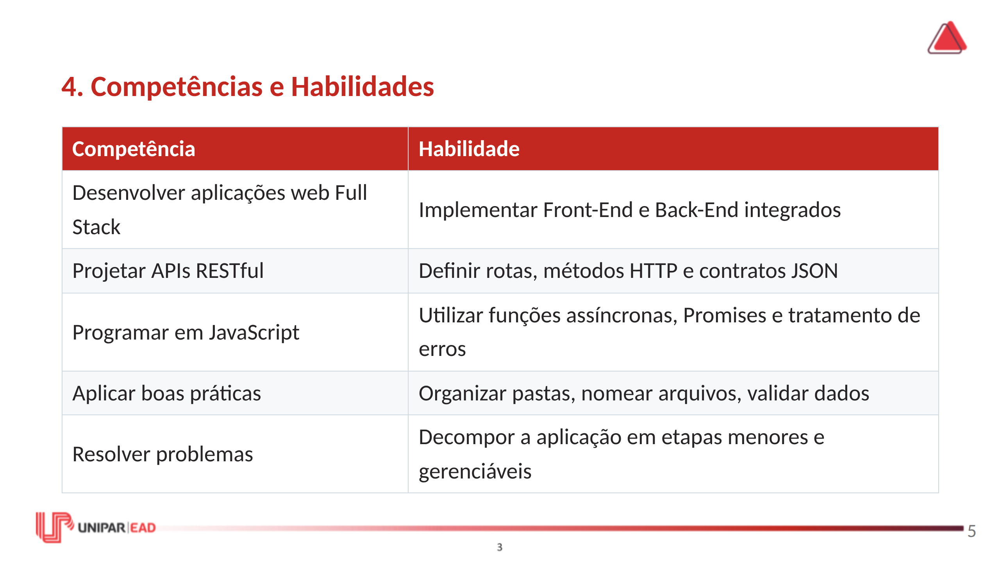 4. Competências e Habilidades
Competência
Habilidade
Desenvolver aplicações web Full
Stack
Implementar Front-End e Back-End integrados
Projetar APIs RESTful
Definir rotas, métodos HTTP e contratos JSON
Programar em JavaScript
Utilizar funções assíncronas, Promises e tratamento de
erros
Aplicar boas práticas
Organizar pastas, nomear arquivos, validar dados
Resolver problemas
Decompor a aplicação em etapas menores e
gerenciáveis
UNIPAR|EAD
5
3